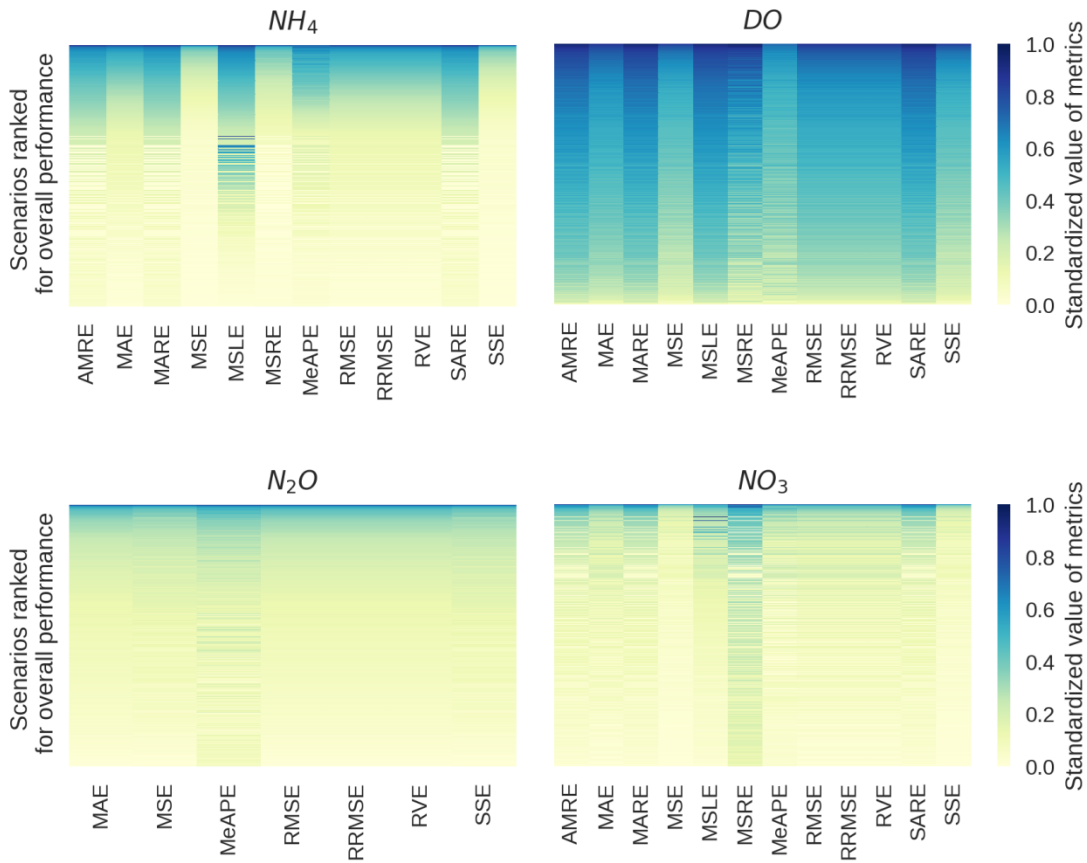 NH₄
DO
Scenarios ranked
for overall performance
AMRE
MAE
MARE
MSE
MSLE
MSRE
MeAPE
RMSE
RRMSE
RVE
SARE
SSE
AMRE
MAE
MARE
MSE
MSLE
MSRE
MeAPE
RMSE
RRMSE
RVE
SARE
SSE
1.0
0.8
0.6
0.4
0.2
0.0
Standardized value of metrics
N₂O
NO₃
Scenarios ranked
for overall performance
MAE
MSE
MeAPE
RMSE
RRMSE
RVE
SSE
AMRE
MAE
MARE
MSE
MSLE
MSRE
MeAPE
RMSE
RRMSE
RVE
SARE
SSE
1.0
0.8
0.6
0.4
0.2
0.0
Standardized value of metrics